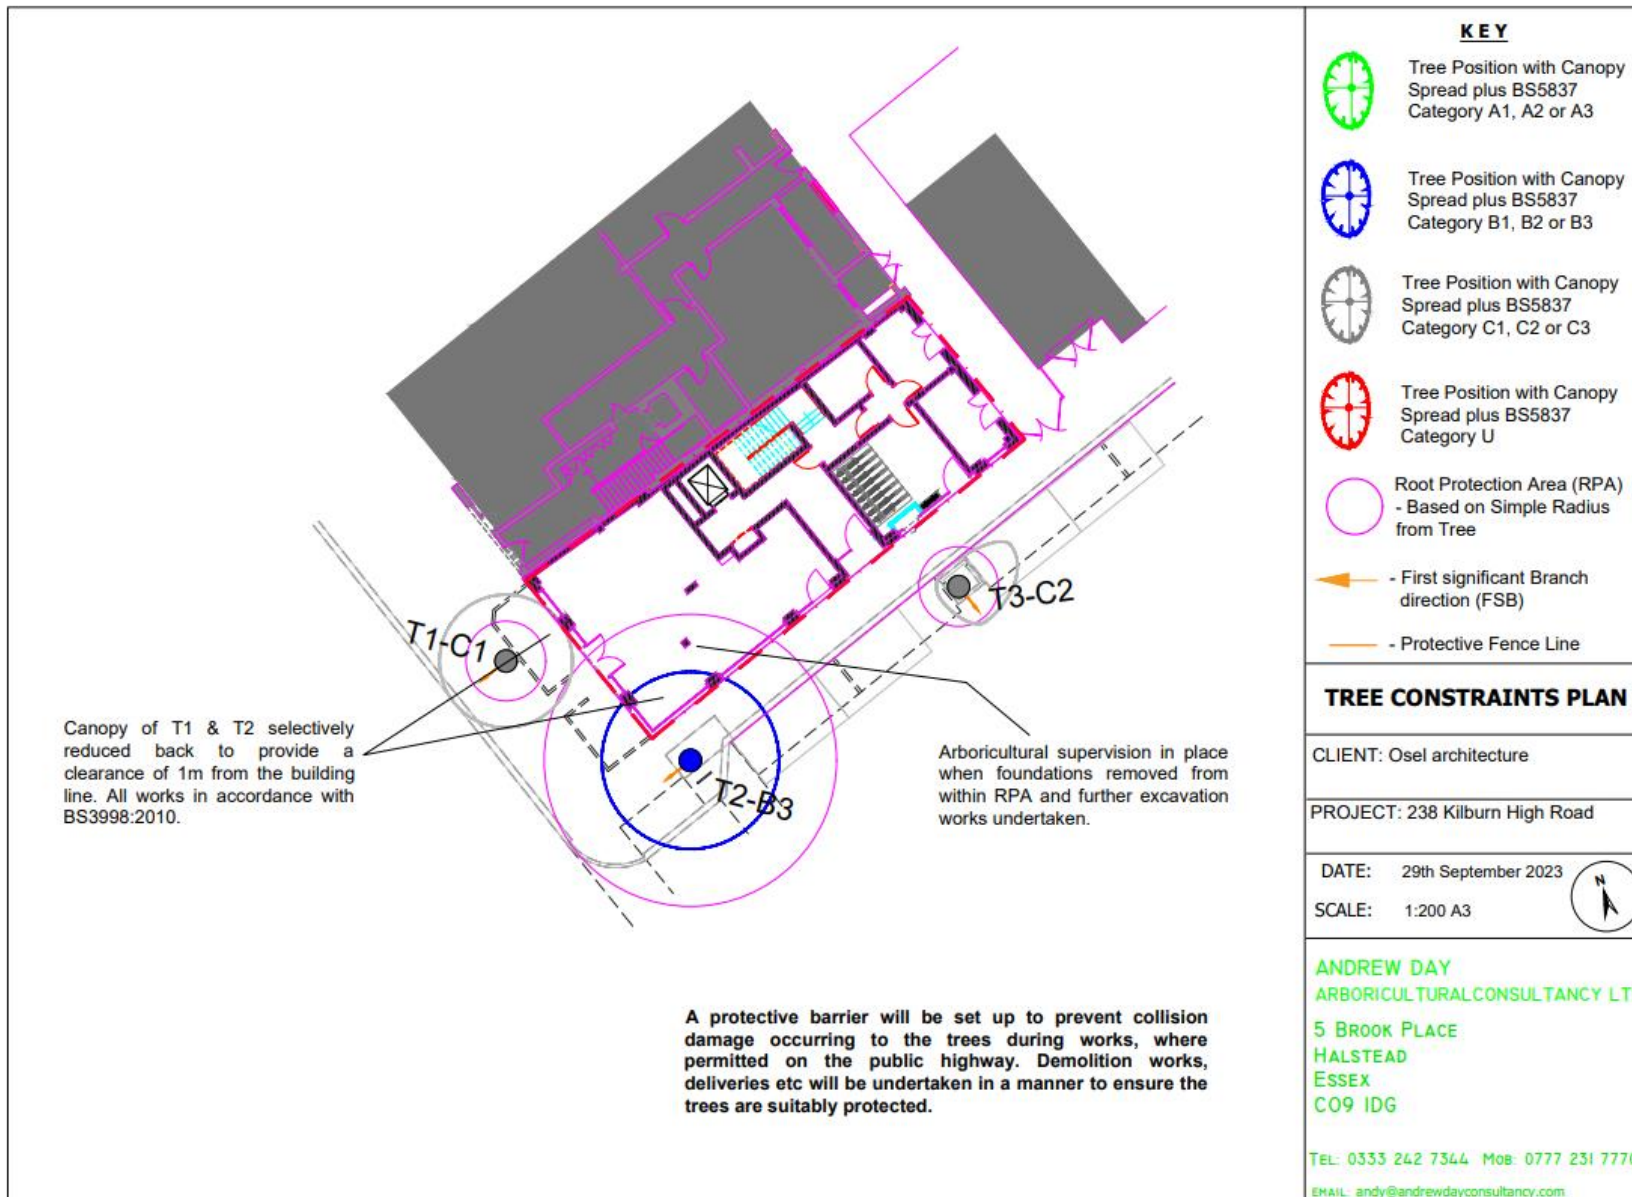 T1-C1
T3-C2
T2-B3
Canopy of T1 & T2 selectively
reduced back to provide a
clearance of 1m from the building
line. All works in accordance with
BS3998:2010.
Arboricultural supervision in place
when foundations removed from
within RPA and further excavation
works undertaken.
A protective barrier will be set up to prevent collision
damage occurring to the trees during works, where
permitted on the public highway. Demolition works,
deliveries etc will be undertaken in a manner to ensure the
trees are suitably protected.
KEY
Tree Position with Canopy
Spread plus BS5837
Category A1, A2 or A3
Tree Position with Canopy
Spread plus BS5837
Category B1, B2 or B3
Tree Position with Canopy
Spread plus BS5837
Category C1, C2 or C3
Tree Position with Canopy
Spread plus BS5837
Category U
Root Protection Area (RPA)
- Based on Simple Radius
from Tree
- First significant Branch
direction (FSB)
- Protective Fence Line
TREE CONSTRAINTS PLAN
CLIENT: Osel architecture
PROJECT: 238 Kilburn High Road
DATE: 29th September 2023
SCALE: 1:200 A3
N
ANDREW DAY
ARBORICULTURALCONSULTANCY LT
5 BROOK PLACE
HALSTEAD
ESSEX
CO9 1DG
TEL: 0333 242 7344 MOB: 0777 231 777
EMAIL: andy@andrewdayconsultancy.com